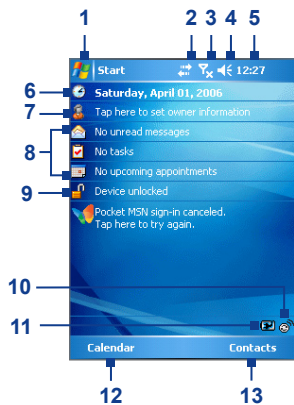 1 2 3 4 5
Start 12:27
6 Saturday, April 01, 2006
7 Tap here to set owner information
No unread messages
8 No tasks
No upcoming appointments
9 Device unlocked
Pocket MSN sign-in canceled.
Tap here to try again.
10
11
Calendar Contacts
12 13